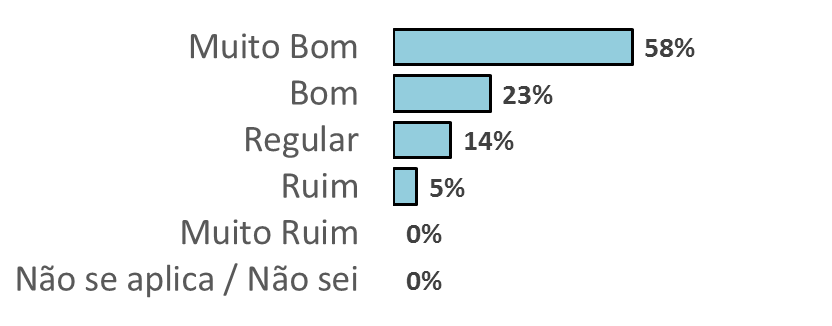 Muito Bom 58%
Bom 23%
Regular 14%
Ruim 5%
Muito Ruim 0%
Não se aplica / Não sei 0%